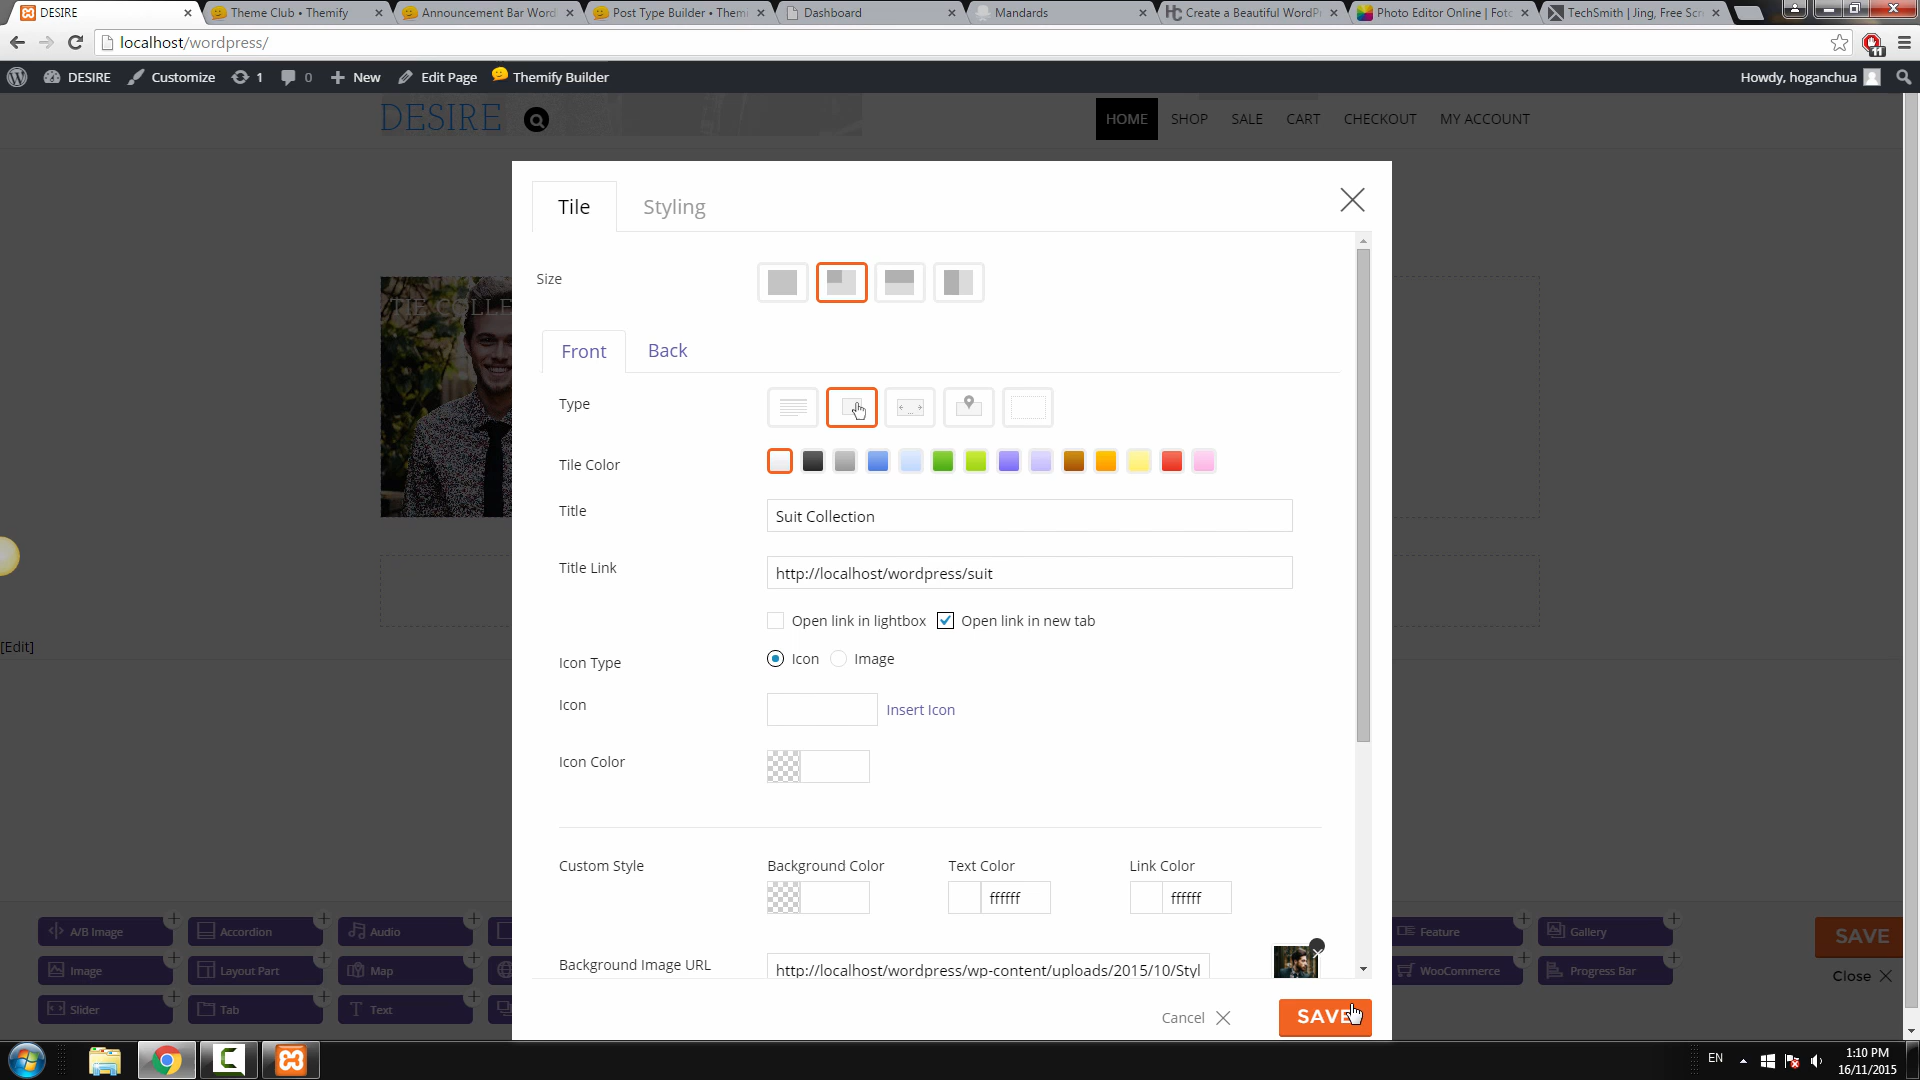 DESIRE
Theme Club - Themify
Announcement Bar Word
Post Type Builder • Them
Dashboard
Mandards
Create a Beautiful WordPr
Photo Editor Online | Foto
TechSmith | Jing, Free Scr
localhost/wordpress/
11
DESIRE
Customize
1
0
New
Edit Page
Themify Builder
Howdy, hoganchua
DESIRE
HOME
SHOP
SALE
CART
CHECKOUT
MY ACCOUNT
Tile
Styling
Size
TIE COLLE
Front
Back
Type
Tile Color
Title
Suit Collection
Title Link
http://localhost/wordpress/suit
Open link in lightbox
Open link in new tab
[Edit]
Icon Type
Icon
Image
Icon
Insert Icon
Icon Color
Custom Style
Background Color
Text Color
Link Color
ffffff
ffffff
A/B Image
Accordion
Audio
Feature
Gallery
SAVE
Background Image URL
http://localhost/wordpress/wp-content/uploads/2015/10/Styl
Image
Layout Part
Map
WooCommerce
Progress Bar
Close
Slider
Tab
Text
Cancel
SAVE
EN
1:10 PM
16/11/2015